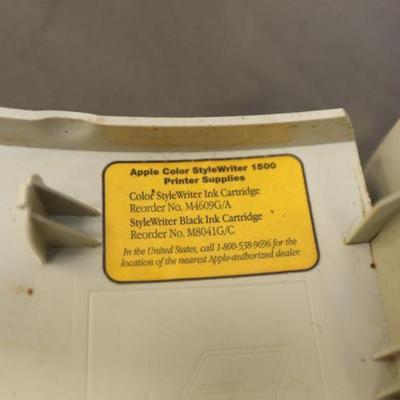 Apple Color StyleWriter 1500
Printer Supplies
Color StyleWriter Ink Cartridge
Reorder No. M4609G/A
StyleWriter Black Ink Cartridge
Reorder No. M8041G/C
In the United States, call 1-800-538-9696 for the
location of the nearest Apple-authorized dealer.